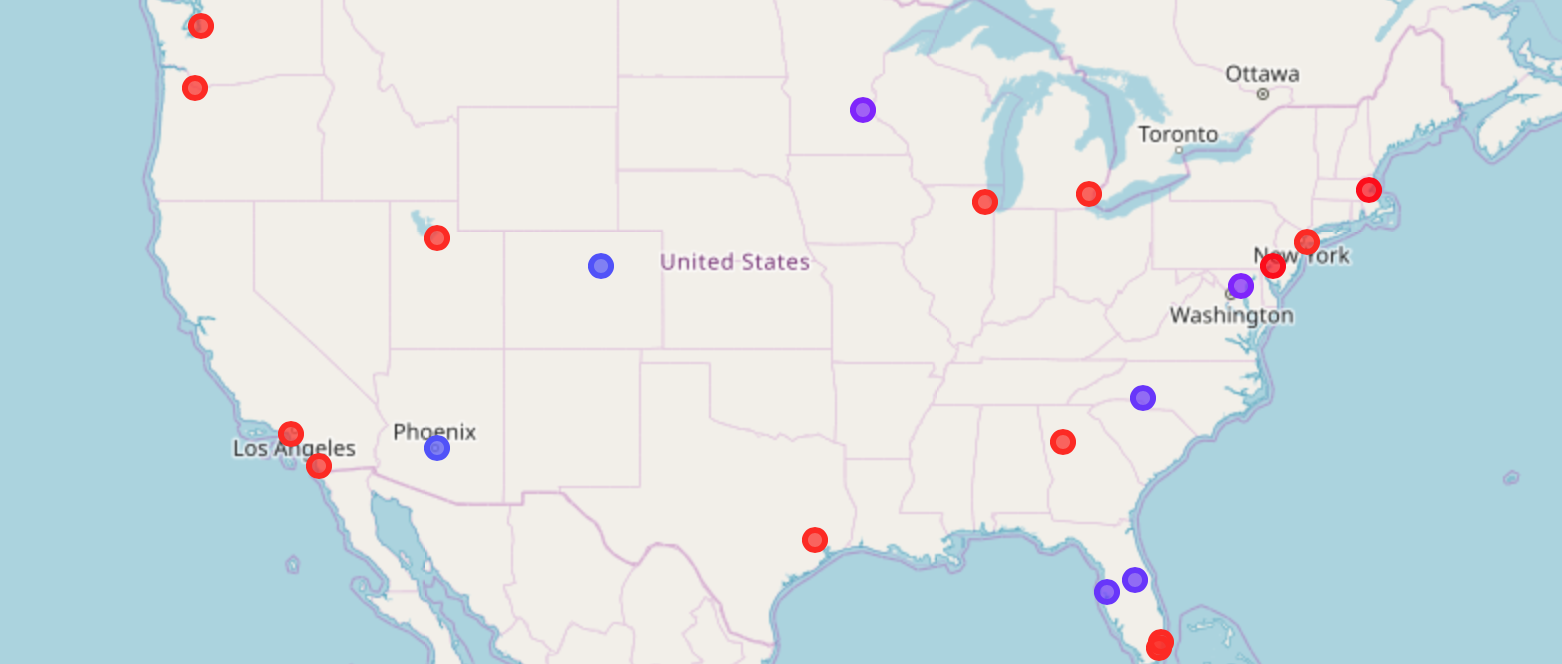 Ottawa
Toronto
New York
United States
Washington
Phoenix
Los Angeles